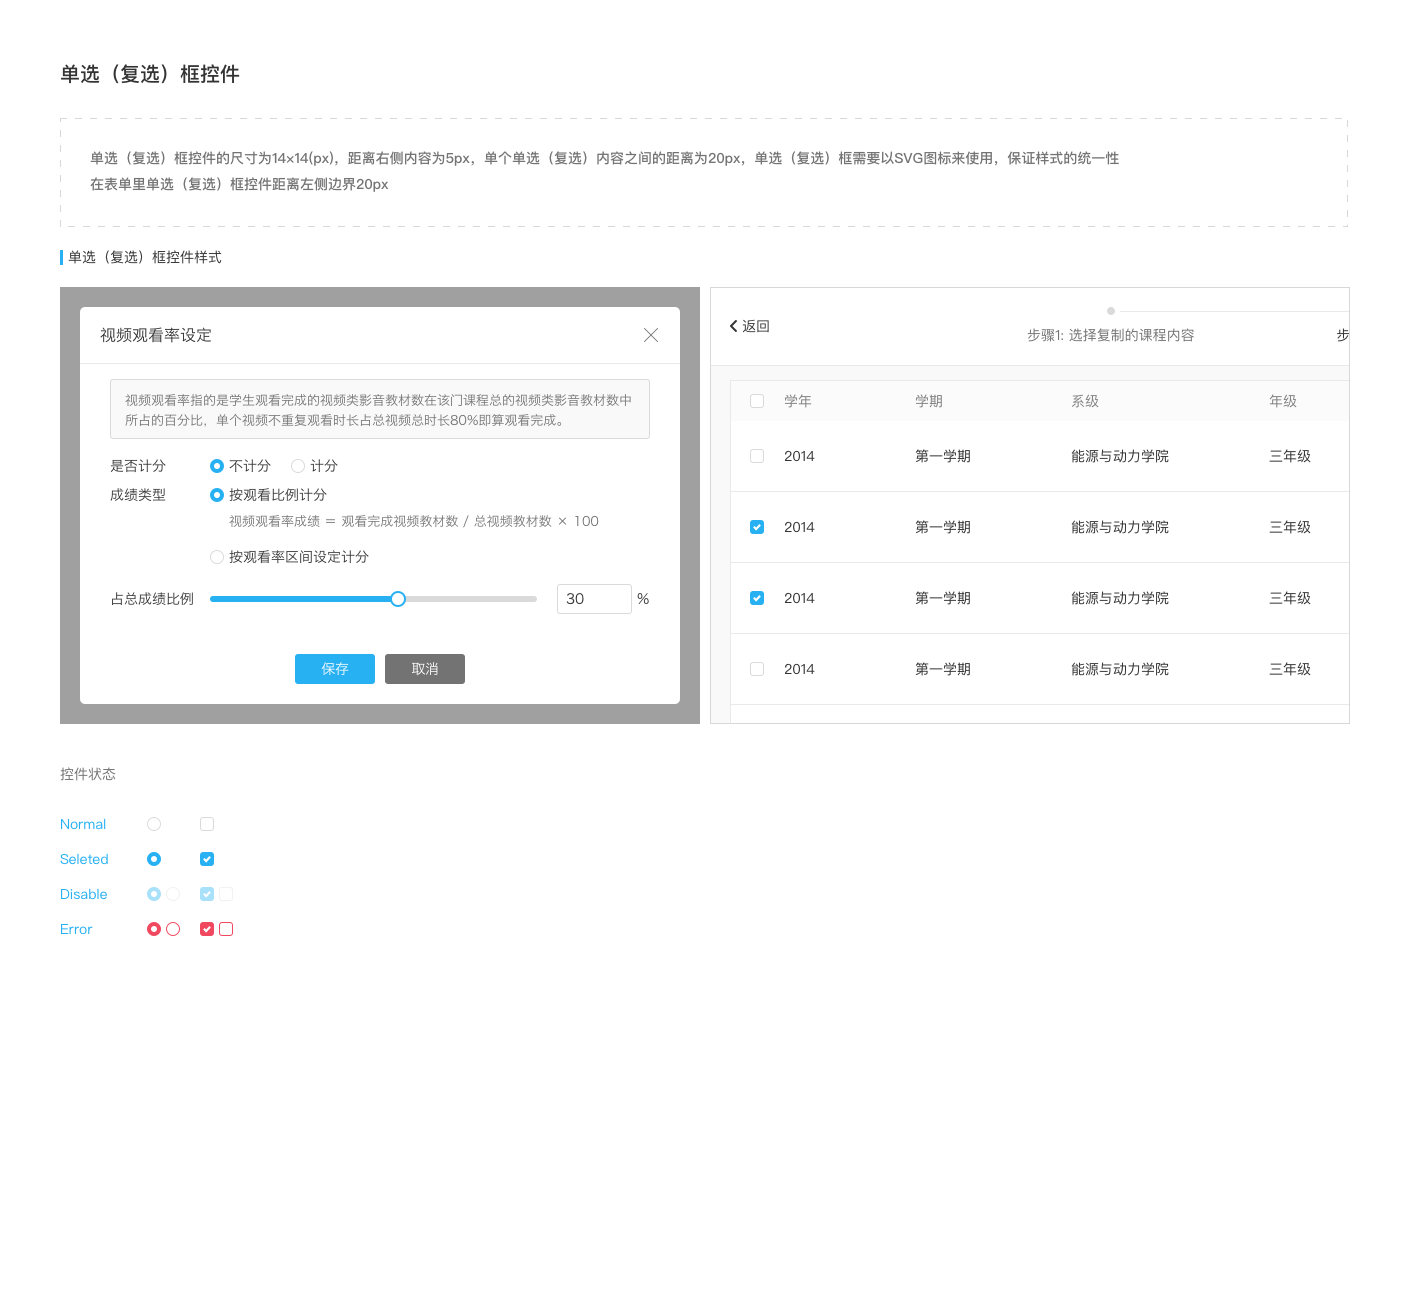 单选（复选）框控件
单选（复选）框控件的尺寸为14×14(px)，距离右侧内容为5px，单个单选（复选）内容之间的距离为20px，单选（复选）框需要以SVG图标来使用，保证样式的统一性
在表单里单选（复选）框控件距离左侧边界20px
单选（复选）框控件样式
视频观看率设定
视频观看率指的是学生观看完成的视频类影音教材数在该门课程总的视频类影音教材数中
所占的百分比，单个视频不重复观看时长占总视频总时长80%即算观看完成。
是否计分 不计分 计分
成绩类型 按观看比例计分
视频观看率成绩 = 观看完成视频教材数 / 总视频教材数 × 100
按观看率区间设定计分
占总成绩比例 30 %
保存 取消
返回
步骤1: 选择复制的课程内容 步
学年 学期 系级 年级
2014 第一学期 能源与动力学院 三年级
2014 第一学期 能源与动力学院 三年级
2014 第一学期 能源与动力学院 三年级
2014 第一学期 能源与动力学院 三年级
控件状态
Normal
Seleted
Disable
Error